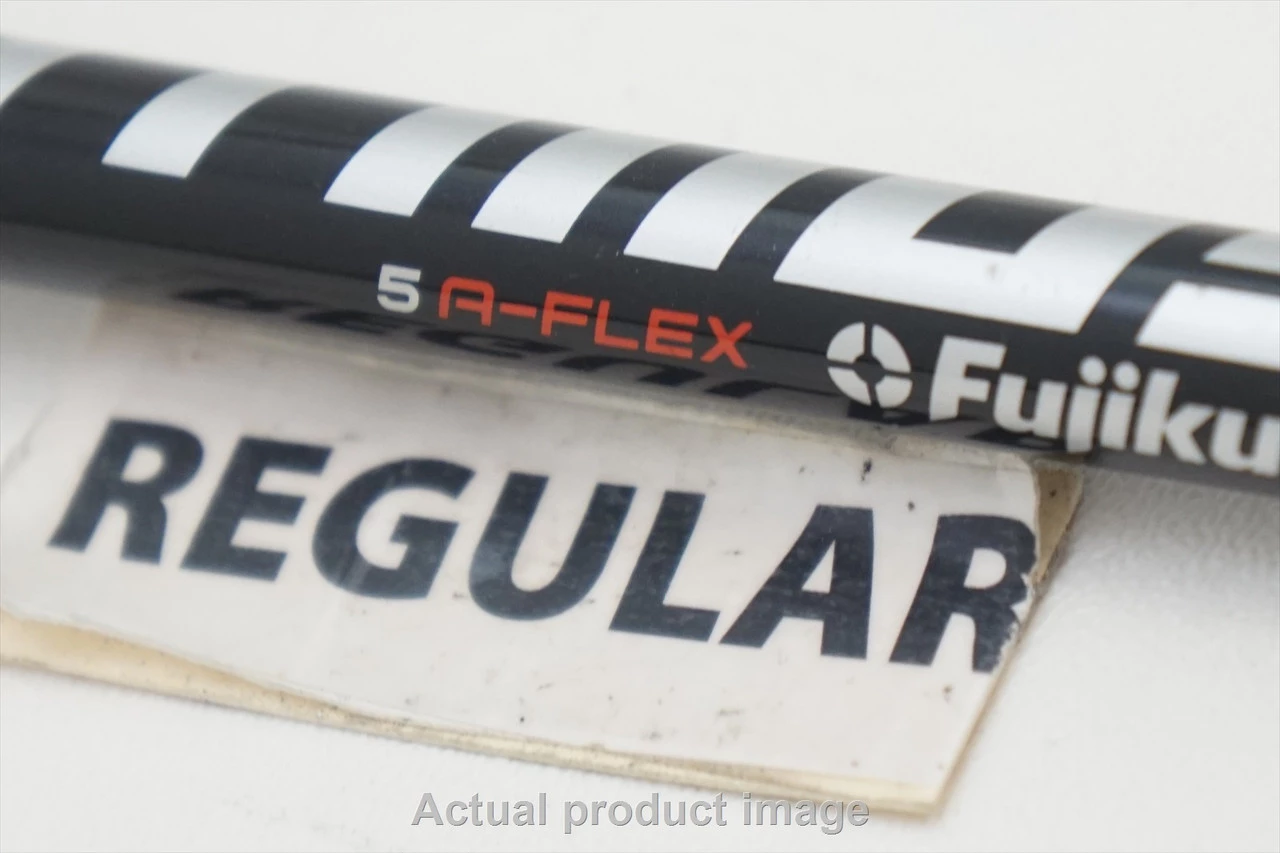 5 A-FLEX Fujiku
REGULAR
Actual product image